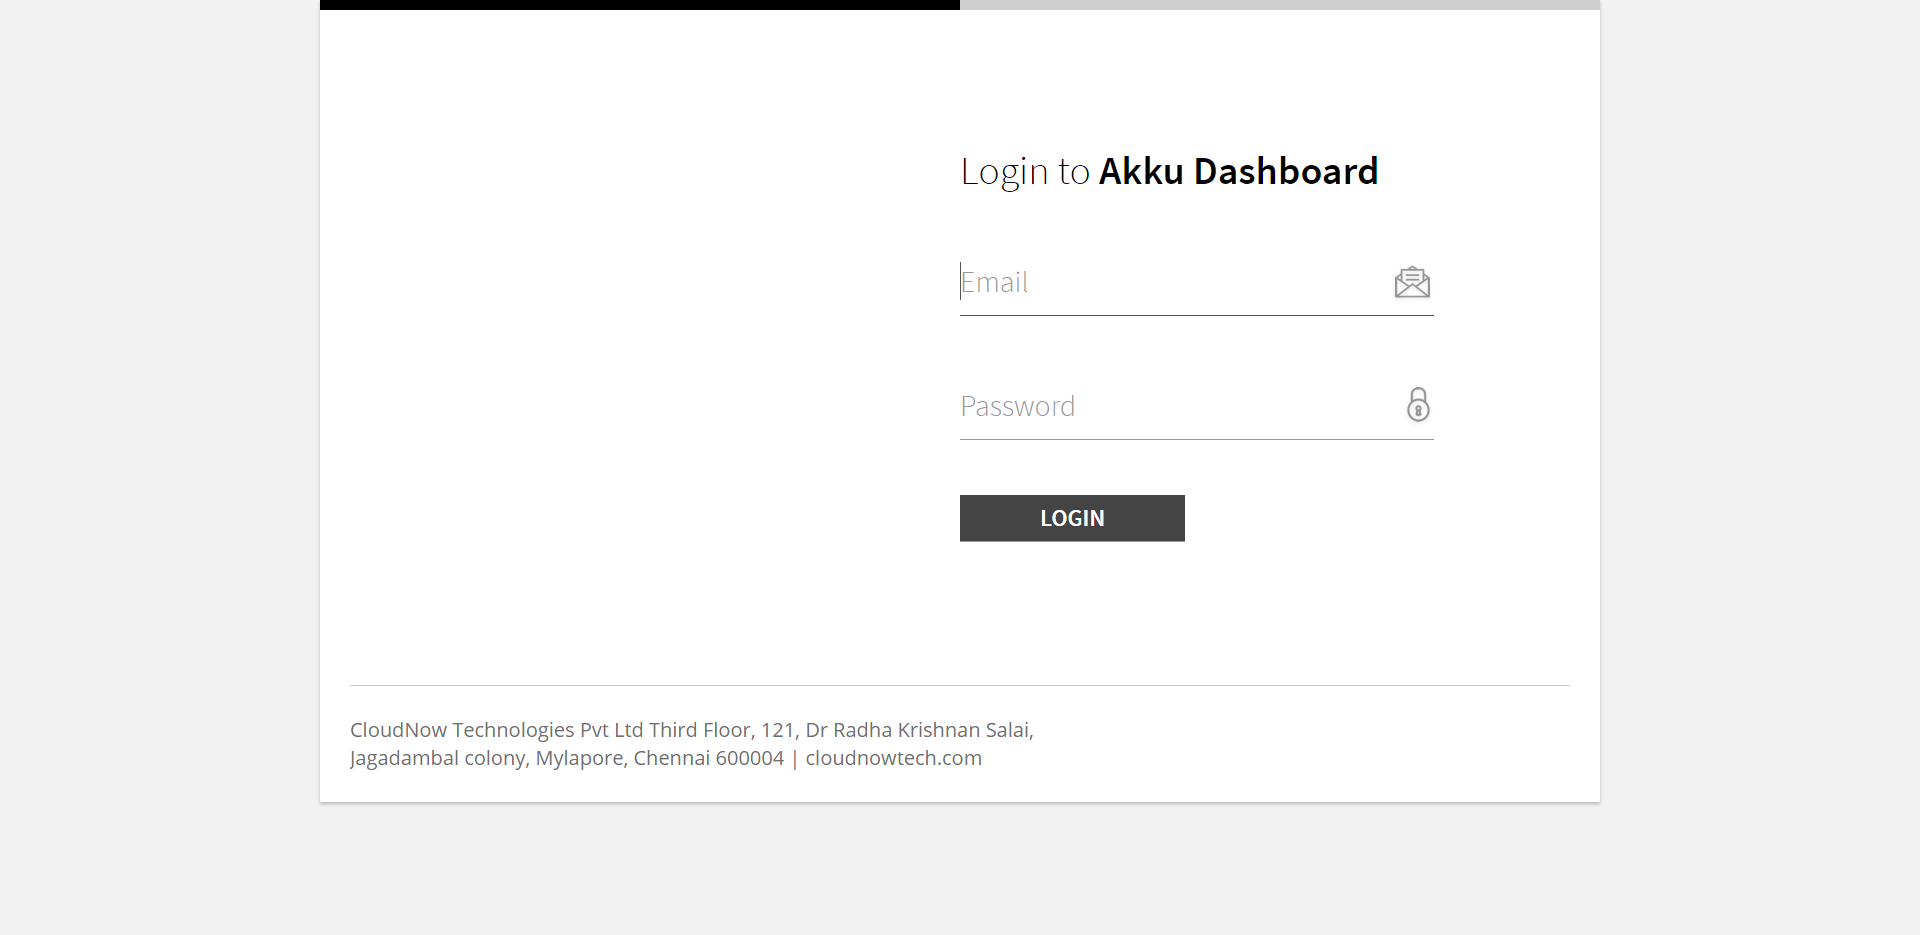 Login to Akku Dashboard
Email
Password
LOGIN
CloudNow Technologies Pvt Ltd Third Floor, 121, Dr Radha Krishnan Salai,
Jagadambal colony, Mylapore, Chennai 600004 | cloudnowtech.com